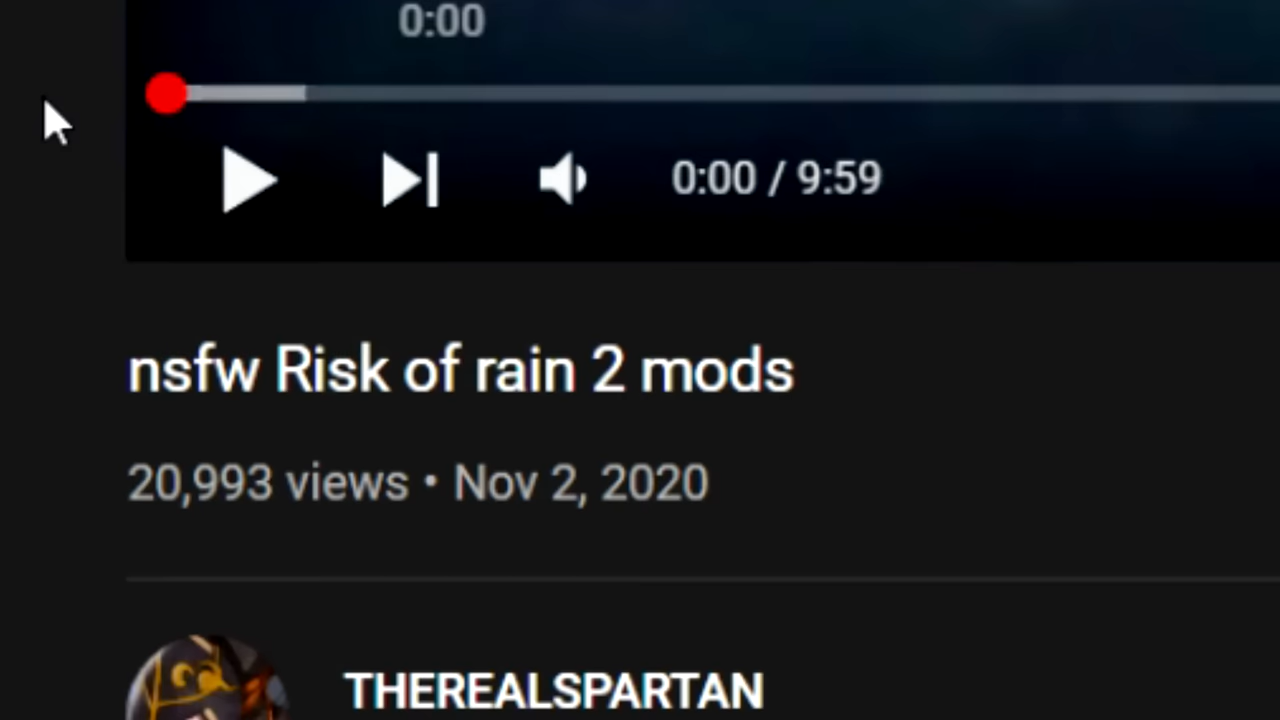 0:00
0:00 / 9:59
nsfw Risk of rain 2 mods
20,993 views • Nov 2, 2020
THEREALSPARTAN